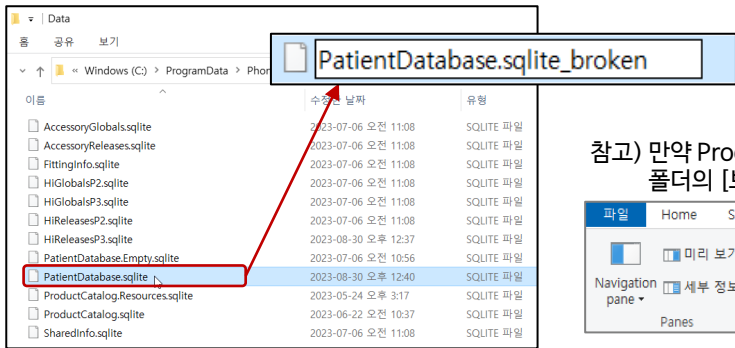 Data
홈 공유 보기
« Windows (C:) > ProgramData >
PatientDatabase.sqlite_broken
이름 수정한 날짜 유형
AccessoryGlobals.sqlite 2023-07-06 오전 11:08 SQLITE 파일
AccessoryReleases.sqlite 2023-07-06 오전 11:08 SQLITE 파일
FittingInfo.sqlite 2023-07-06 오전 11:08 SQLITE 파일
HiGlobalsP2.sqlite 2023-07-06 오전 11:08 SQLITE 파일
HiGlobalsP3.sqlite 2023-07-06 오전 11:08 SQLITE 파일
HiReleasesP2.sqlite 2023-07-06 오전 11:08 SQLITE 파일
HiReleasesP3.sqlite 2023-08-30 오후 12:37 SQLITE 파일
PatientDatabase.Empty.sqlite 2023-07-06 오전 10:56 SQLITE 파일
PatientDatabase.sqlite 2023-08-30 오후 12:40 SQLITE 파일
ProductCatalog.Resources.sqlite 2023-05-24 오후 3:17 SQLITE 파일
ProductCatalog.sqlite 2023-06-22 오전 10:37 SQLITE 파일
SharedInfo.sqlite 2023-07-06 오전 11:08 SQLITE 파일
참고) 만약
폴더의
파일 Home
미리 보기
Navigation pane
세부
Panes